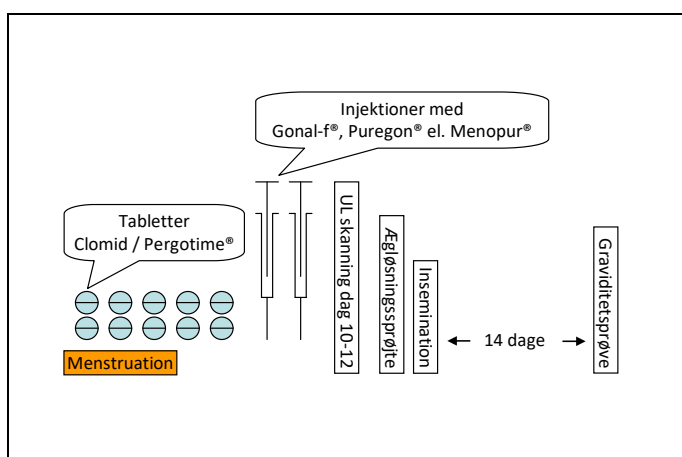 Injektioner med
Gonal-f®, Puregon® el. Menopur®
Tabletter
Clomid / Pergotime®
UL skanning dag 10-12
Ægløsningssprøjte
Insemination
14 dage
Graviditetsprøve
Menstruation